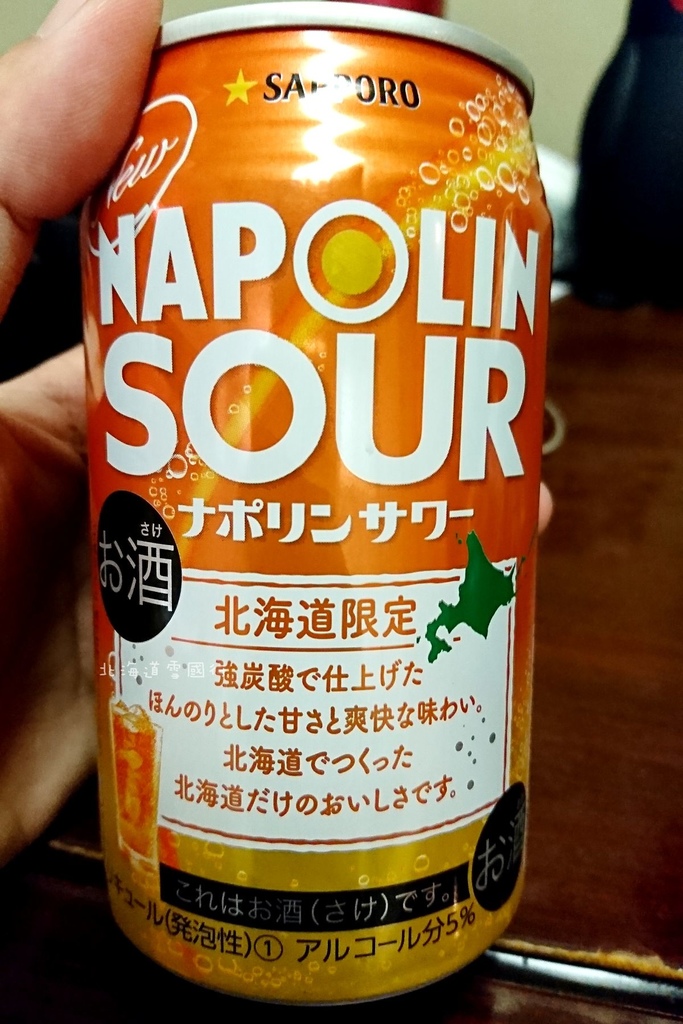 New
SAPPORO
NAPOLIN
SOUR
ナポリンサワー
さけ
お酒
北海道限定
北海道雪國
強炭酸で仕上げた
ほんのりとした甘さと爽快な味わい。
北海道でつくった
北海道だけのおいしさです。
お酒
これはお酒(さけ)です。
キュール(発泡性)① アルコール分5%